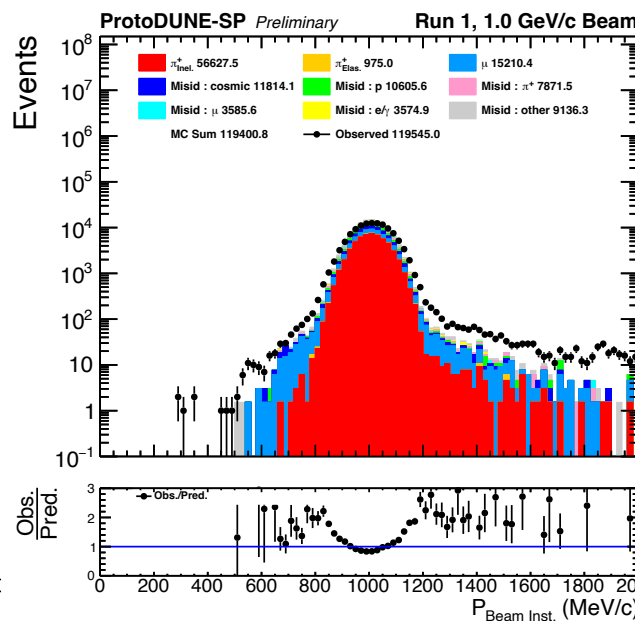 ProtoDUNE-SP Preliminary Run 1, 1.0 GeV/c Beam
Events
10⁸
10⁷
10⁶
10⁵
10⁴
10³
10²
10
1
10⁻¹
π⁺Inel. 56627.5 π⁺Elas. 975.0 μ 15210.4
Misid : cosmic 11814.1 Misid : p 10605.6 Misid : π⁺ 7871.5
Misid : μ 3585.6 Misid : e/γ 3574.9 Misid : other 9136.3
MC Sum 119400.8 Observed 119545.0
Obs.
Pred.
3
2
1
0
Obs./Pred.
0 200 400 600 800 1000 1200 1400 1600 1800 20
P Beam Inst. (MeV/c)